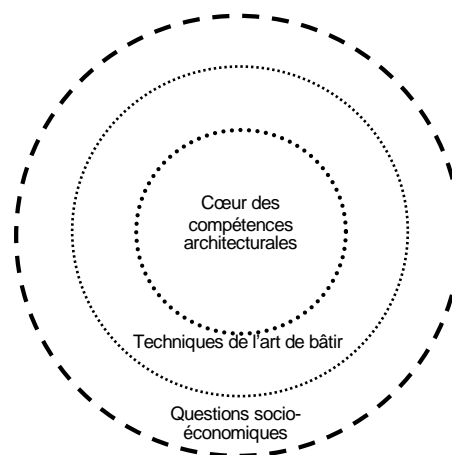 Cœur des
compétences
architecturales
Techniques de l'art de bâtir
Questions socio-
économiques